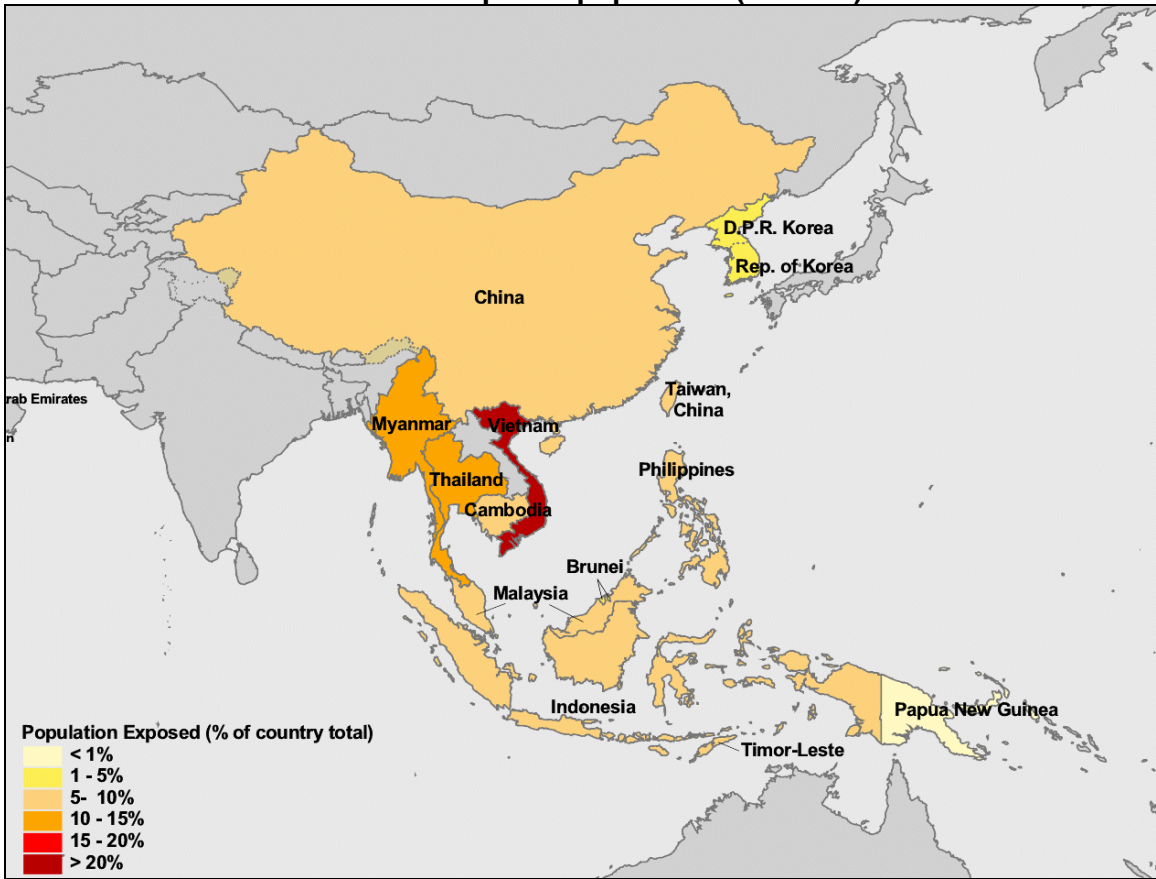 D.P.R. Korea
Rep. of Korea
China
Taiwan,
China
rab Emirates
n
Myanmar
Vietnam
Philippines
Thailand
Cambodia
Brunei
Malaysia
Indonesia
Papua New Guinea
Timor-Leste
Population Exposed (% of country total)
< 1%
1 - 5%
5- 10%
10 - 15%
15 - 20%
> 20%